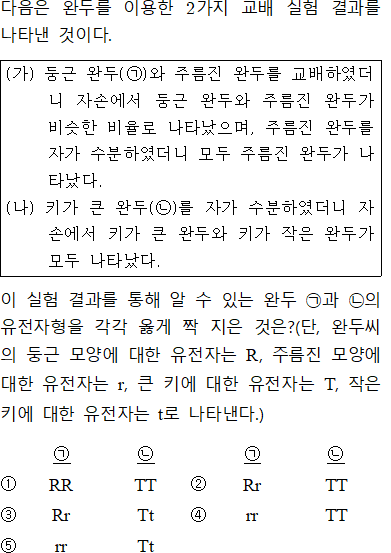 다음은 완두를 이용한 2가지 교배 실험 결과를
나타낸 것이다.
(가) 둥근 완두(㉠)와 주름진 완두를 교배하였더
니 자손에서 둥근 완두와 주름진 완두가
비슷한 비율로 나타났으며, 주름진 완두를
자가 수분하였더니 모두 주름진 완두가 나
타났다.
(나) 키가 큰 완두(㉡)를 자가 수분하였더니 자
손에서 키가 큰 완두와 키가 작은 완두가
모두 나타났다.
이 실험 결과를 통해 알 수 있는 완두 ㉠과 ㉡의
유전자형을 각각 옳게 짝 지은 것은?(단, 완두씨
의 둥근 모양에 대한 유전자는 R, 주름진 모양에
대한 유전자는 r, 큰 키에 대한 유전자는 T, 작은
키에 대한 유전자는 t로 나타낸다.)
㉠ ㉡ ㉠ ㉡
① RR TT ② Rr TT
③ Rr Tt ④ rr TT
⑤ rr Tt